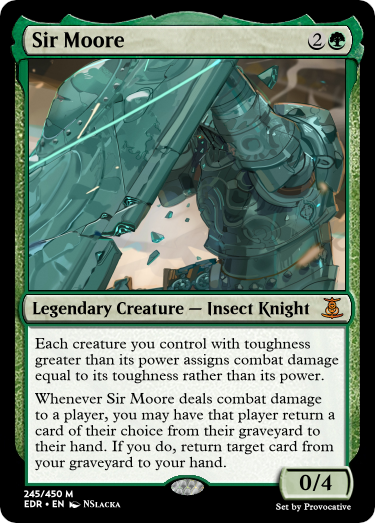 Sir Moore 2
Legendary Creature — Insect Knight
Each creature you control with toughness
greater than its power assigns combat damage
equal to its toughness rather than its power.
Whenever Sir Moore deals combat damage
to a player, you may have that player return a
card of their choice from their graveyard to
their hand. If you do, return target card from
your graveyard to your hand.
0/4
245/450 M
EDR • EN NSlacka
Set by Provocative